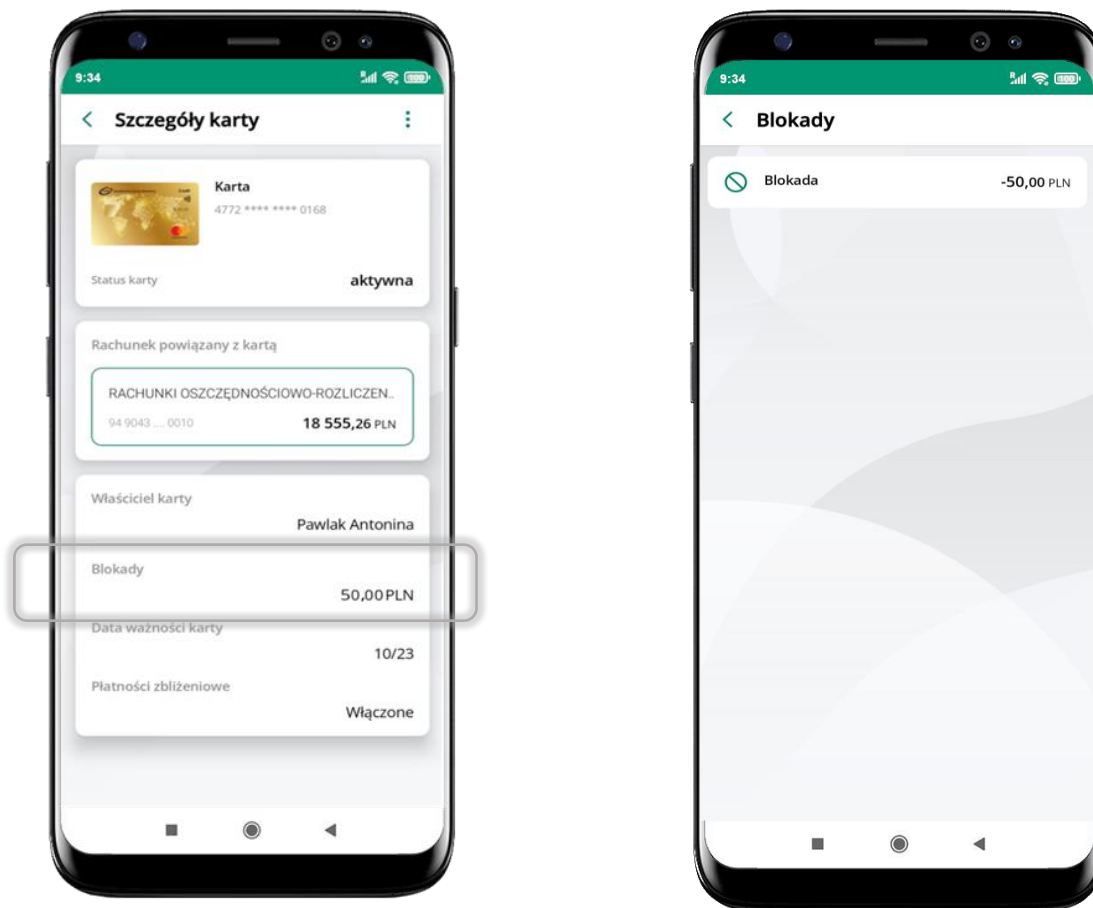 9:34
Szczegóły karty
Karta
4772 **** **** 0168
Status karty aktywna
Rachunek powiązany z kartą
RACHUNKI OSZCZĘDNOŚCIOWO-ROZLICZEN..
94 9043 .... 0010 18 555,26 PLN
Właściciel karty
Pawlak Antonina
Blokady
50,00 PLN
Data ważności karty
10/23
Płatności zbliżeniowe
Włączone
9:34
Blokady
Blokada -50,00 PLN